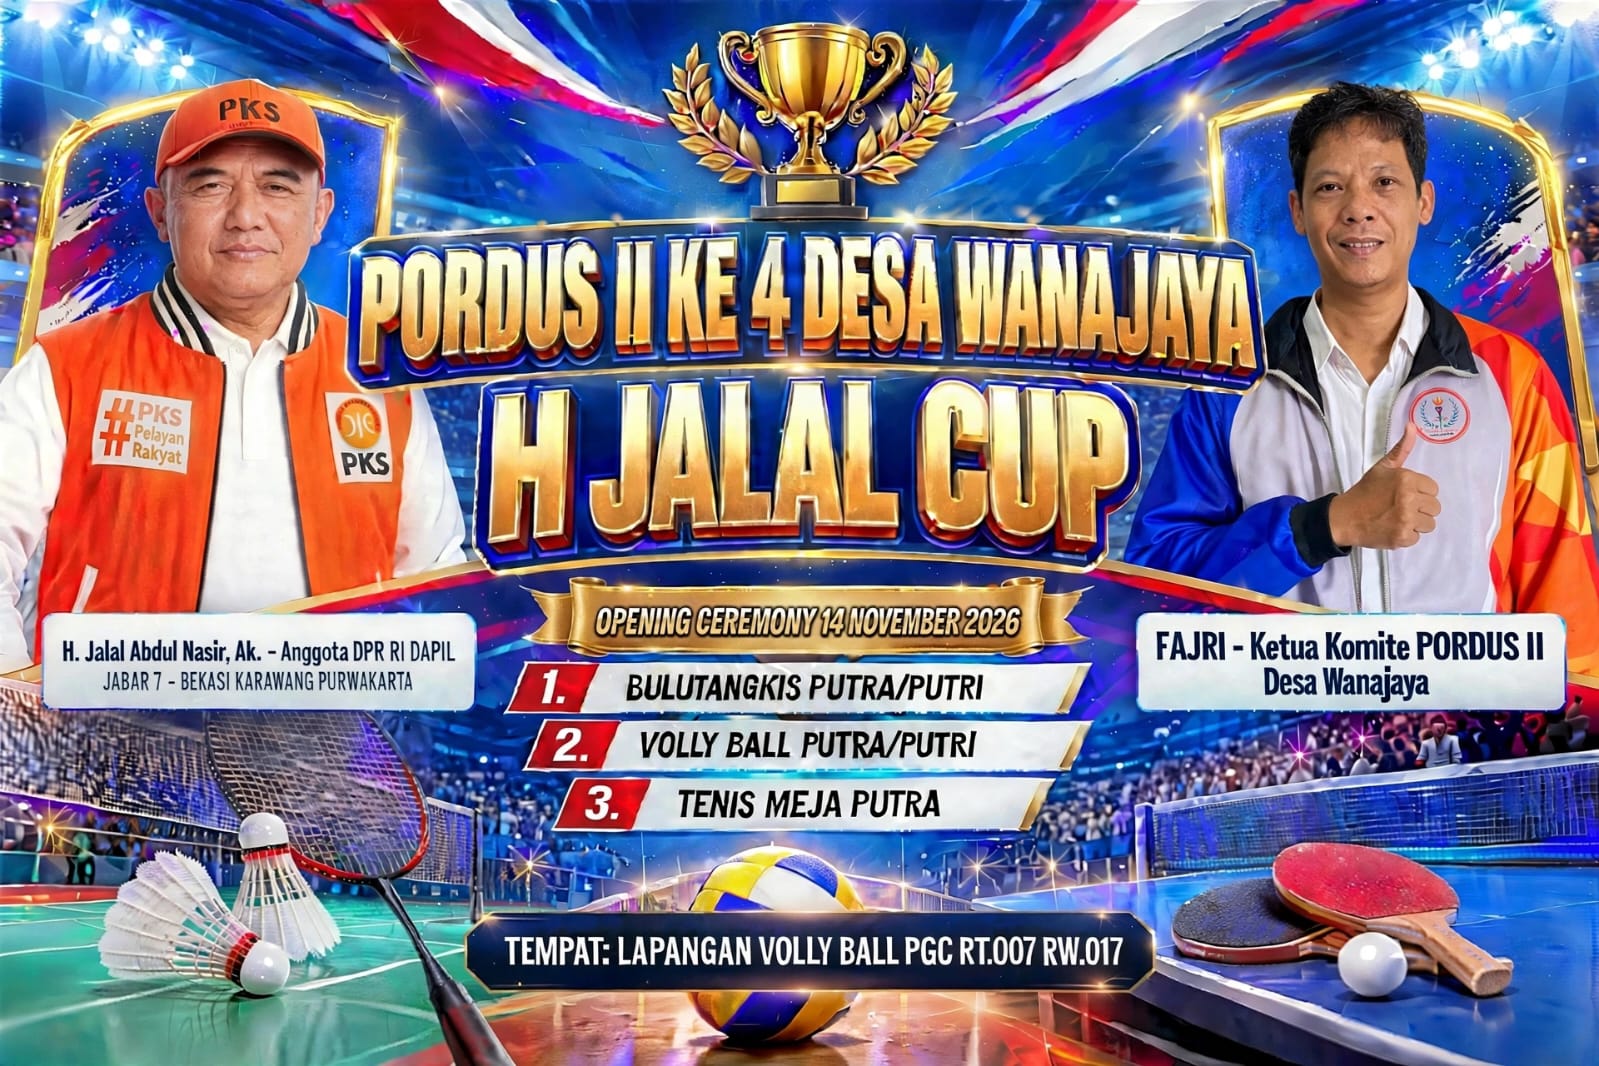 PKS
PORDUS II KE 4 DESA WANAJAYA
H JALAL CUP
#PKS
#Pelayan
Rakyat
PKS
OPENING CEREMONY 14 NOVEMBER 2026
H. Jalal Abdul Nasir, Ak. - Anggota DPR RI DAPIL
JABAR 7 - BEKASI KARAWANG PURWAKARTA
FAJRI - Ketua Komite PORDUS II
Desa Wanajaya
1. BULUTANGKIS PUTRA/PUTRI
2. VOLLY BALL PUTRA/PUTRI
3. TENIS MEJA PUTRA
TEMPAT: LAPANGAN VOLLY BALL PGC RT.007 RW.017